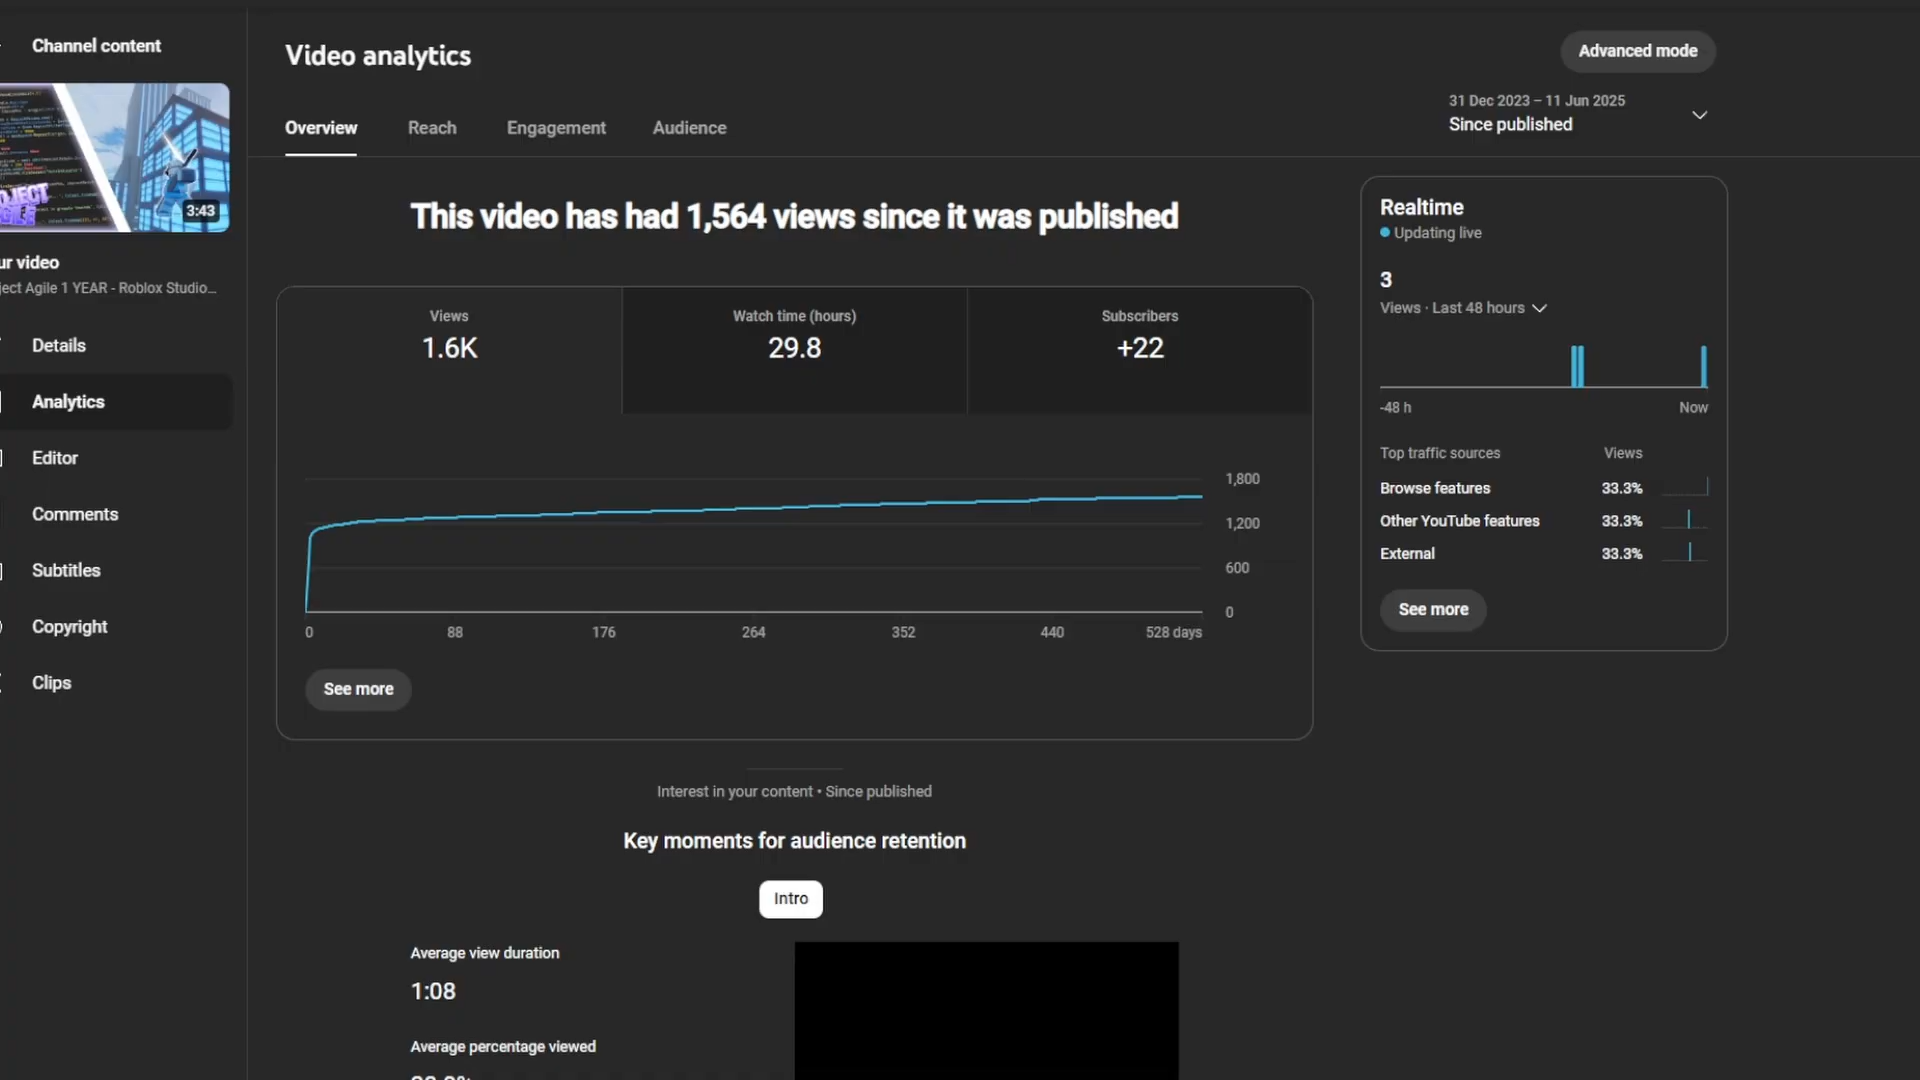 Channel content
Video analytics
Advanced mode
31 Dec 2023 – 11 Jun 2025
Since published
Overview
Reach
Engagement
Audience
3:43
This video has had 1,564 views since it was published
ur video
ject Agile 1 YEAR - Roblox Studio...
Details
Analytics
Editor
Comments
Subtitles
Copyright
Clips
Views
1.6K
Watch time (hours)
29.8
Subscribers
+22
1,800
1,200
600
0
0
88
176
264
352
440
528 days
See more
Realtime
Updating live
3
Views · Last 48 hours
-48 h
Now
Top traffic sources
Views
Browse features
33.3%
Other YouTube features
33.3%
External
33.3%
See more
Interest in your content • Since published
Key moments for audience retention
Intro
Average view duration
1:08
Average percentage viewed